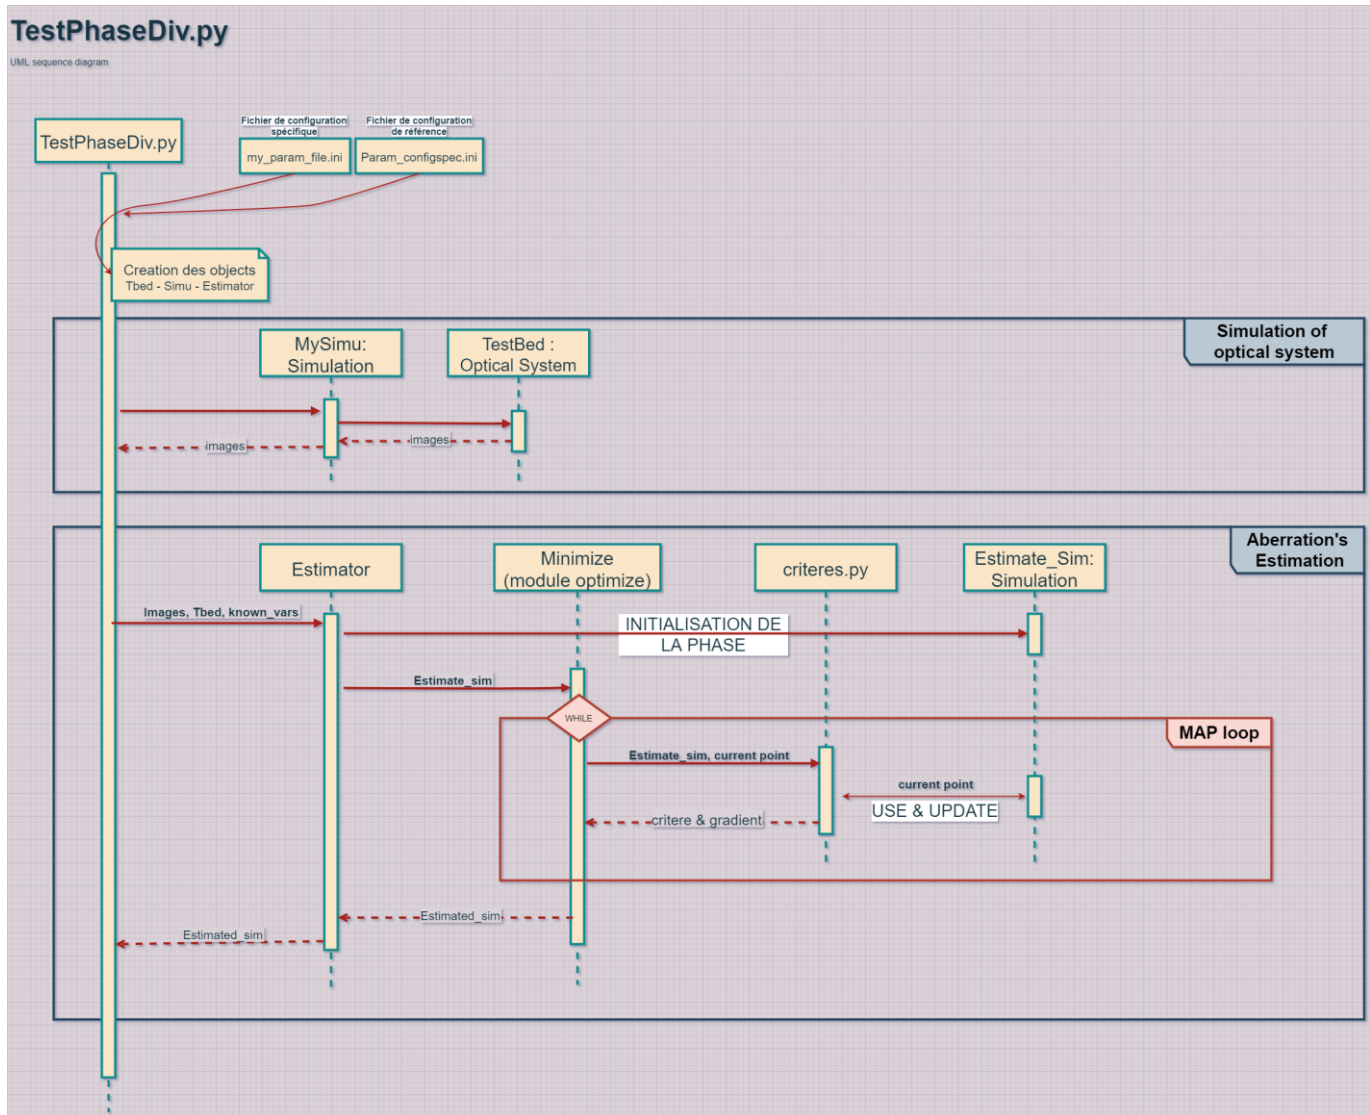 TestPhaseDiv.py
UML sequence diagram
Fichier de configuration
spécifique
Fichier de configuration
de référence
TestPhaseDiv.py
my_param_file.ini
Param_configspec.ini
Creation des objects
Tbed - Simu - Estimator
Simulation of
optical system
MySimu:
Simulation
TestBed :
Optical System
images
images
Aberration's
Estimation
Estimator
Minimize
(module optimize)
criteres.py
Estimate_Sim:
Simulation
Images, Tbed, known_vars
INITIALISATION DE
LA PHASE
Estimate_sim
WHILE
MAP loop
Estimate_sim, current point
current point
USE & UPDATE
critere & gradient
Estimated_sim
Estimated_sim